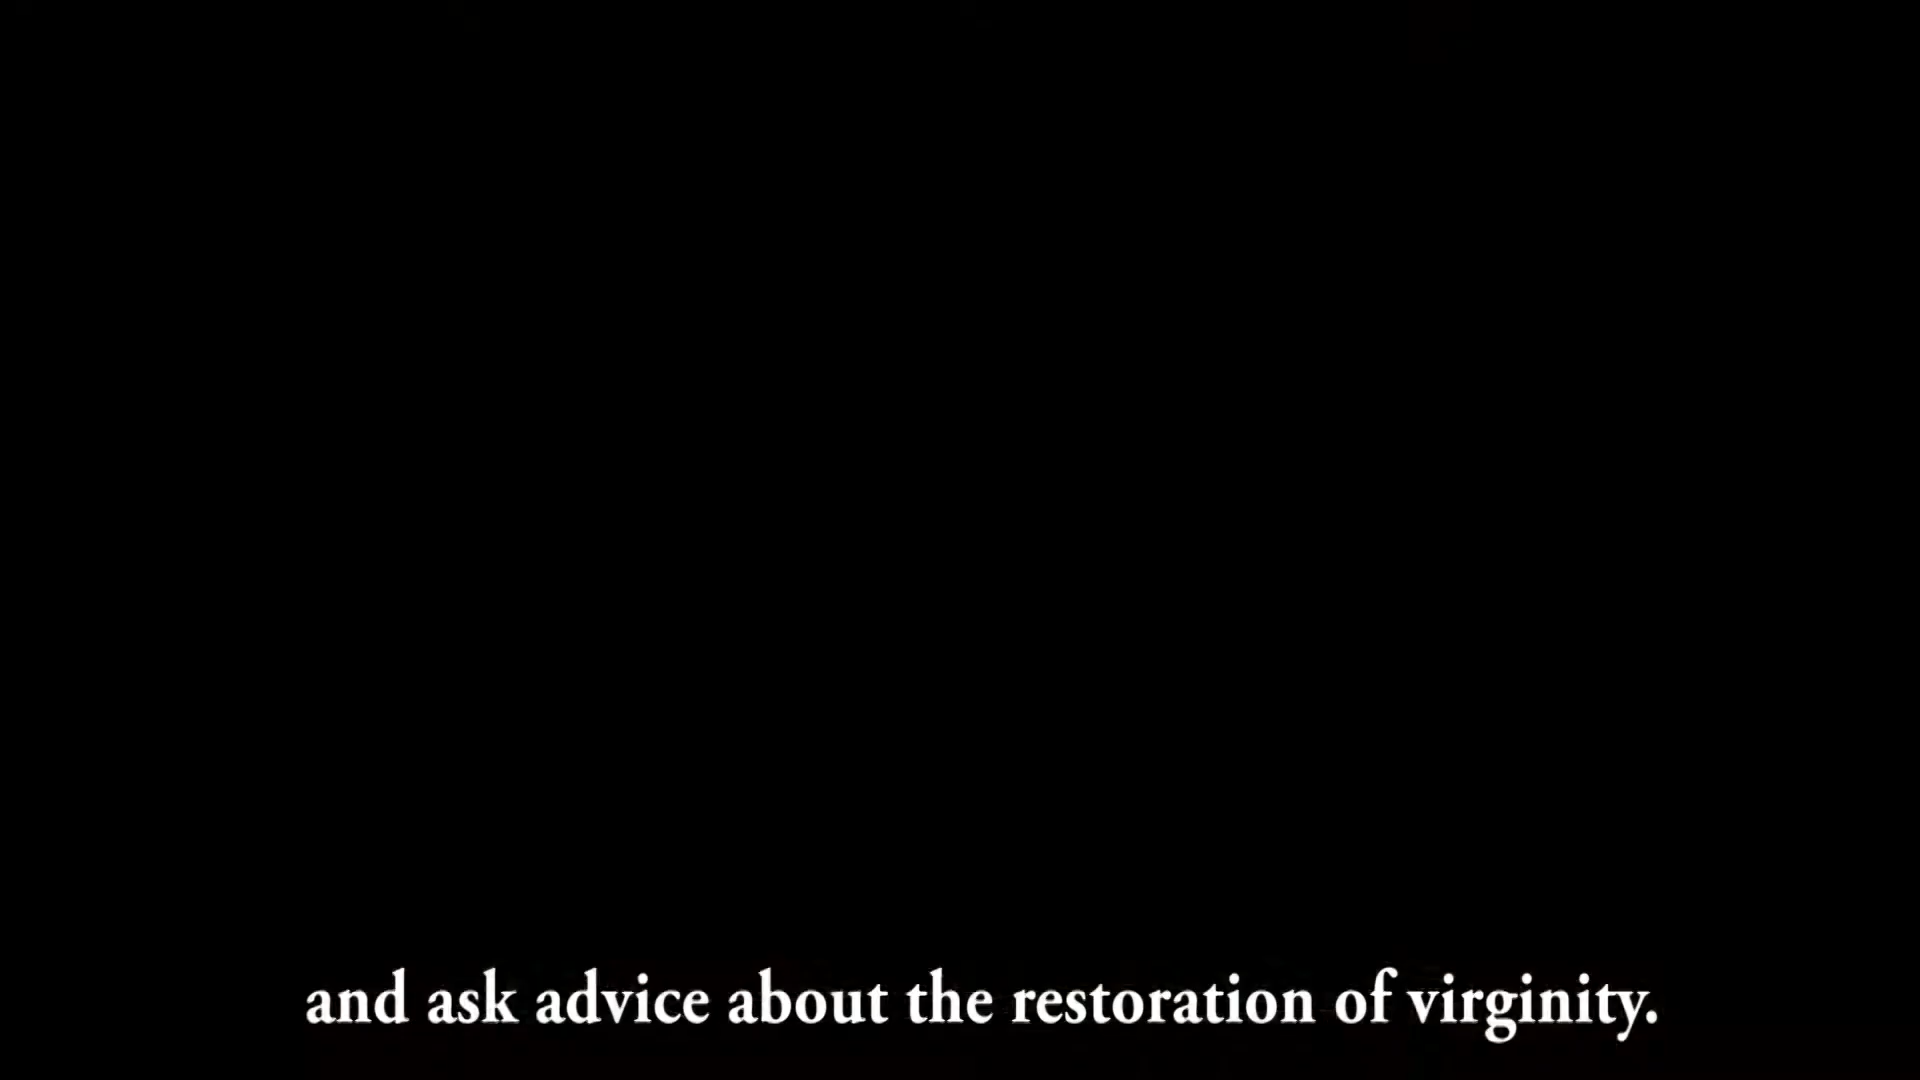 and ask advice about the restoration of virginity.